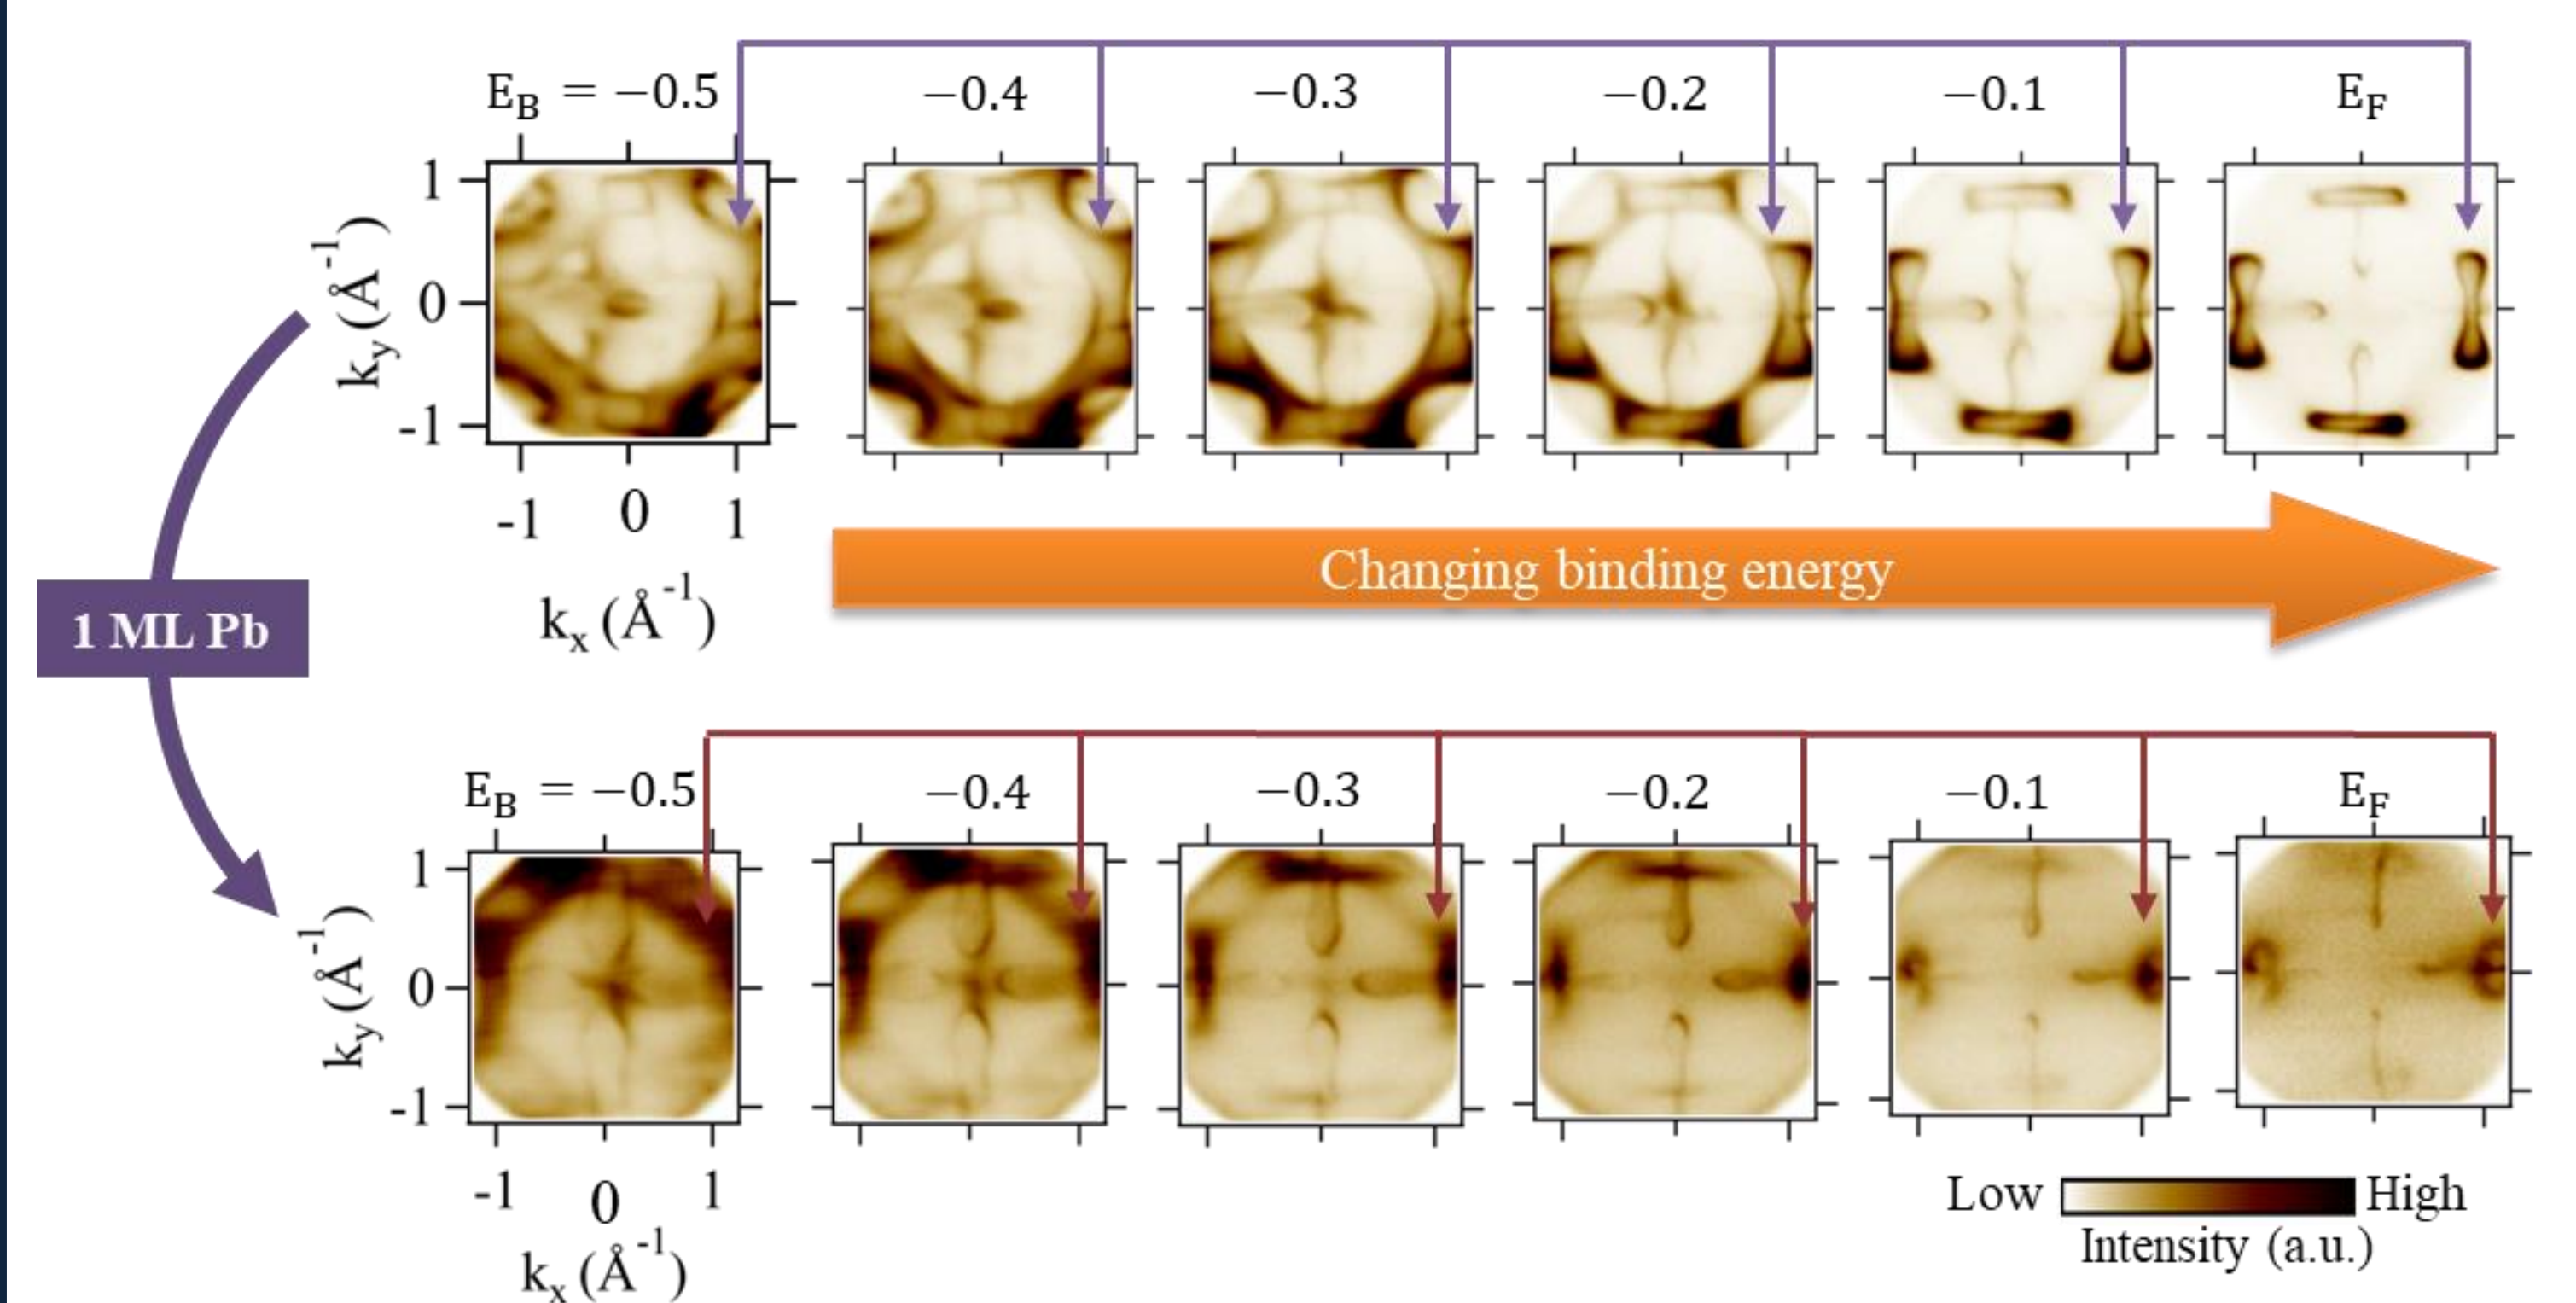 E_B = −0.5
−0.4
−0.3
−0.2
−0.1
E_F
k_y (Å^-1)
1
0
-1
-1
0
1
k_x (Å^-1)
Changing binding energy
1 ML Pb
E_B = −0.5
−0.4
−0.3
−0.2
−0.1
E_F
k_y (Å^-1)
1
0
-1
-1
0
1
k_x (Å^-1)
Low
High
Intensity (a.u.)